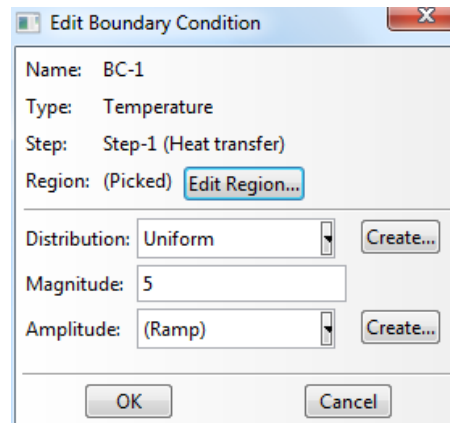 Edit Boundary Condition
Name: BC-1
Type: Temperature
Step: Step-1 (Heat transfer)
Region: (Picked) Edit Region...
Distribution: Uniform Create...
Magnitude: 5
Amplitude: (Ramp) Create...
OK Cancel